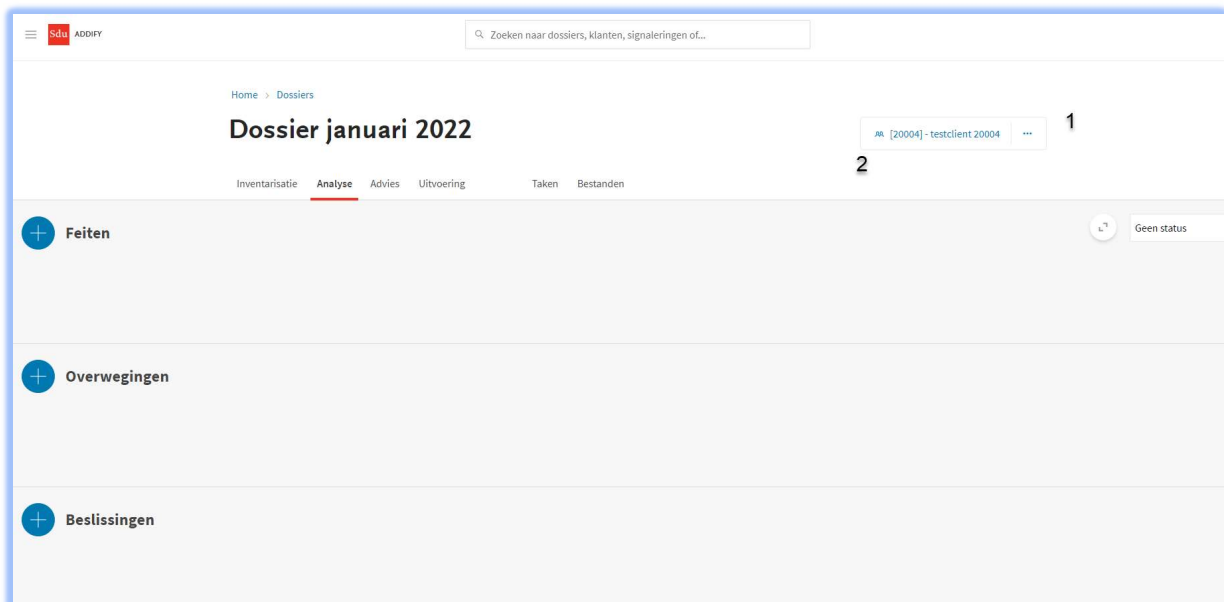 Sdu ADDIFY
Zoeken naar dossiers, klanten, signaleringen of...
Home > Dossiers
Dossier januari 2022
[20004] - testclient 20004 ...
1
2
Inventarisatie Analyse Advies Uitvoering Taken Bestanden
Feiten
Geen status
Overwegingen
Beslissingen